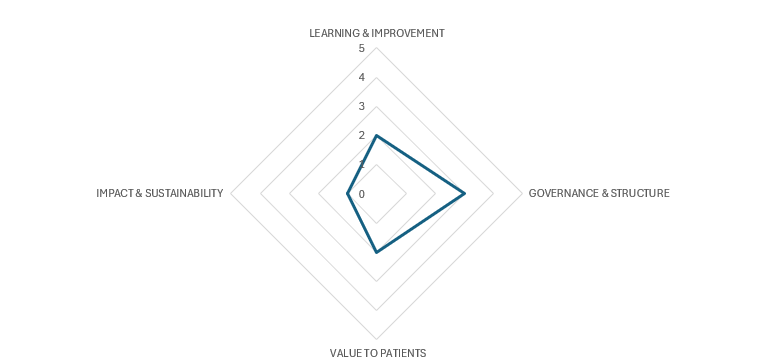 LEARNING & IMPROVEMENT
5
4
3
2
1
IMPACT & SUSTAINABILITY
0
GOVERNANCE & STRUCTURE
VALUE TO PATIENTS